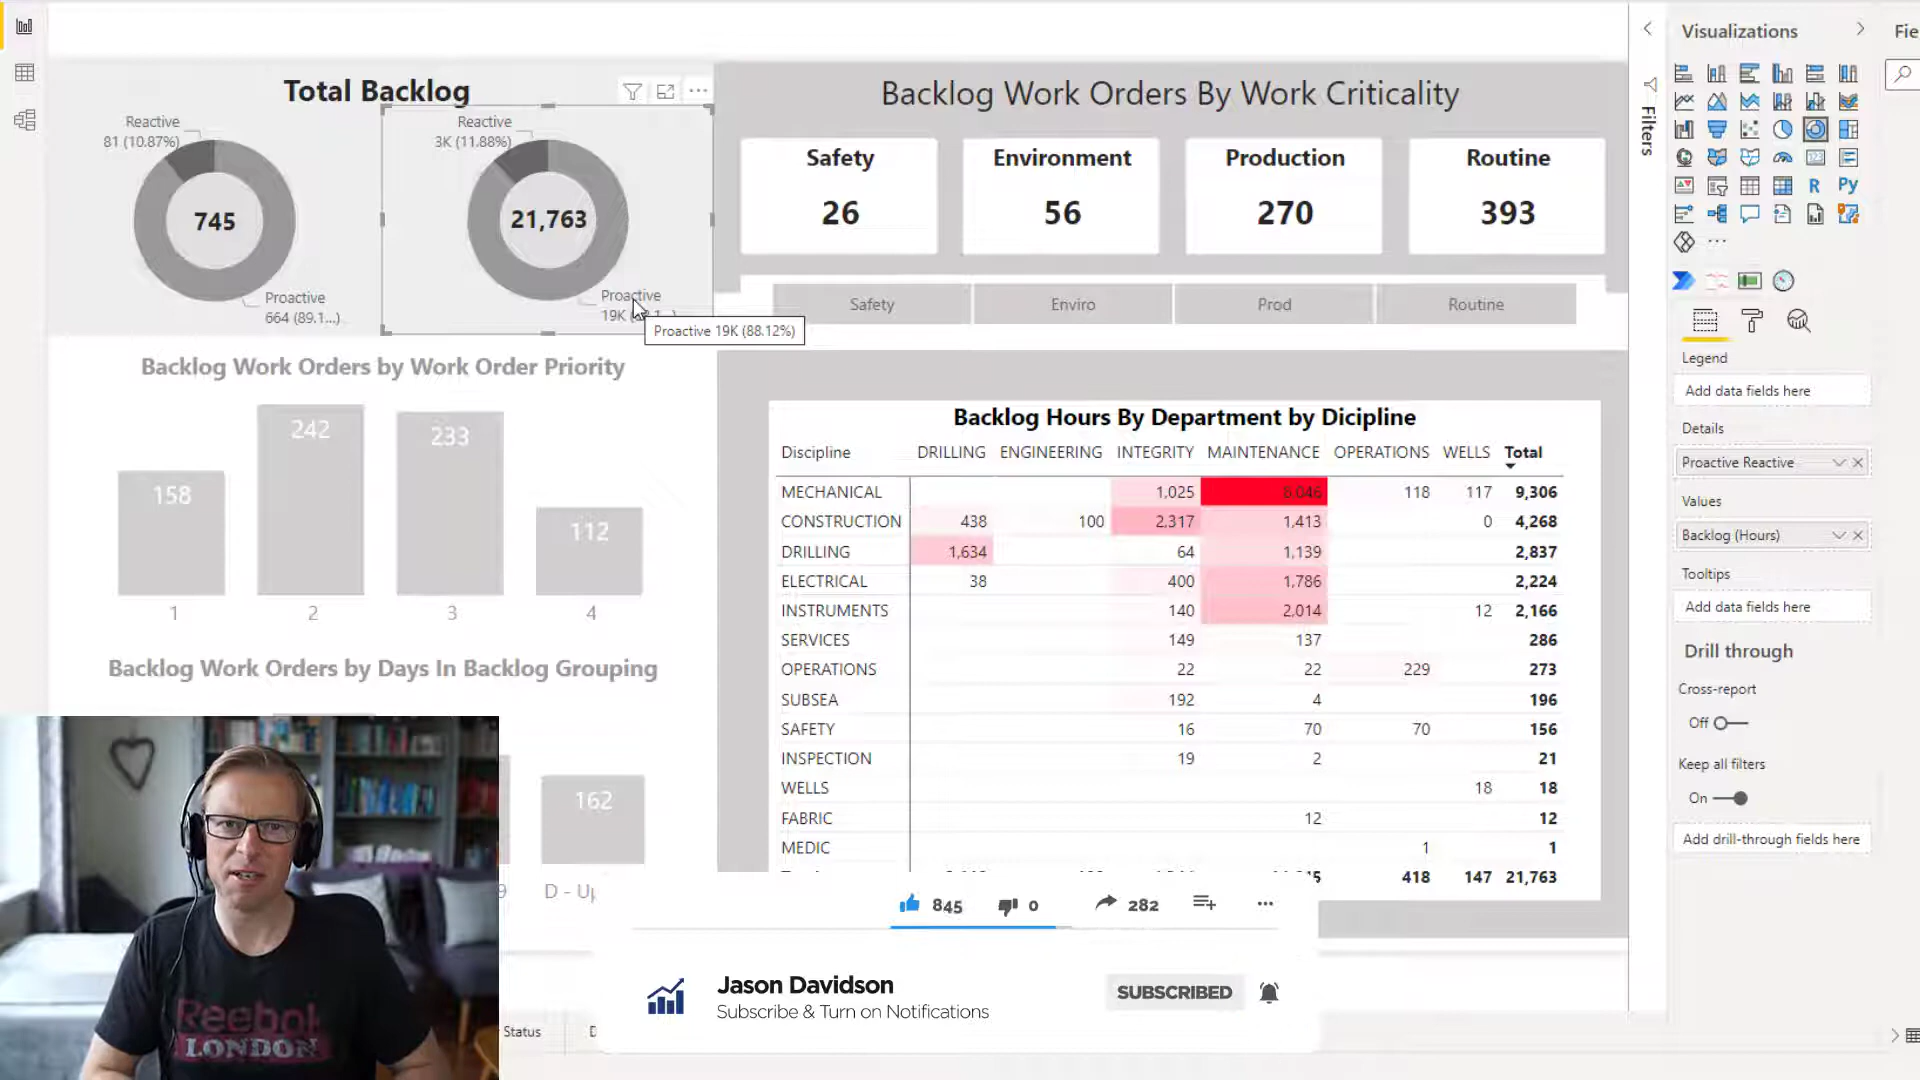 Visualizations
Fie
Total Backlog
Reactive
81 (10.87%)
745
Proactive
664 (89.1...)
Reactive
3K (11.88%)
21,763
Proactive
19K
Proactive 19K (88.12%)
Backlog Work Orders By Work Criticality
Safety
26
Environment
56
Production
270
Routine
393
Safety Enviro Prod Routine
Backlog Work Orders by Work Order Priority
158 242 233 112
1 2 3 4
Backlog Work Orders by Days In Backlog Grouping
162
9 D - Up
Status
Backlog Hours By Department by Dicipline
Discipline DRILLING ENGINEERING INTEGRITY MAINTENANCE OPERATIONS WELLS Total
MECHANICAL 1,025 8,046 118 117 9,306
CONSTRUCTION 438 100 2,317 1,413 0 4,268
DRILLING 1,634 64 1,139 2,837
ELECTRICAL 38 400 1,786 2,224
INSTRUMENTS 140 2,014 12 2,166
SERVICES 149 137 286
OPERATIONS 22 22 229 273
SUBSEA 192 4 196
SAFETY 16 70 70 156
INSPECTION 19 2 21
WELLS 18 18
FABRIC 12 12
MEDIC 1 1
418 147 21,763
845 0 282
Jason Davidson
Subscribe & Turn on Notifications
SUBSCRIBED
Reebok
LONDON
Filters
R Py
Legend
Add data fields here
Details
Proactive Reactive
Values
Backlog (Hours)
Tooltips
Add data fields here
Drill through
Cross-report
Off
Keep all filters
On
Add drill-through fields here